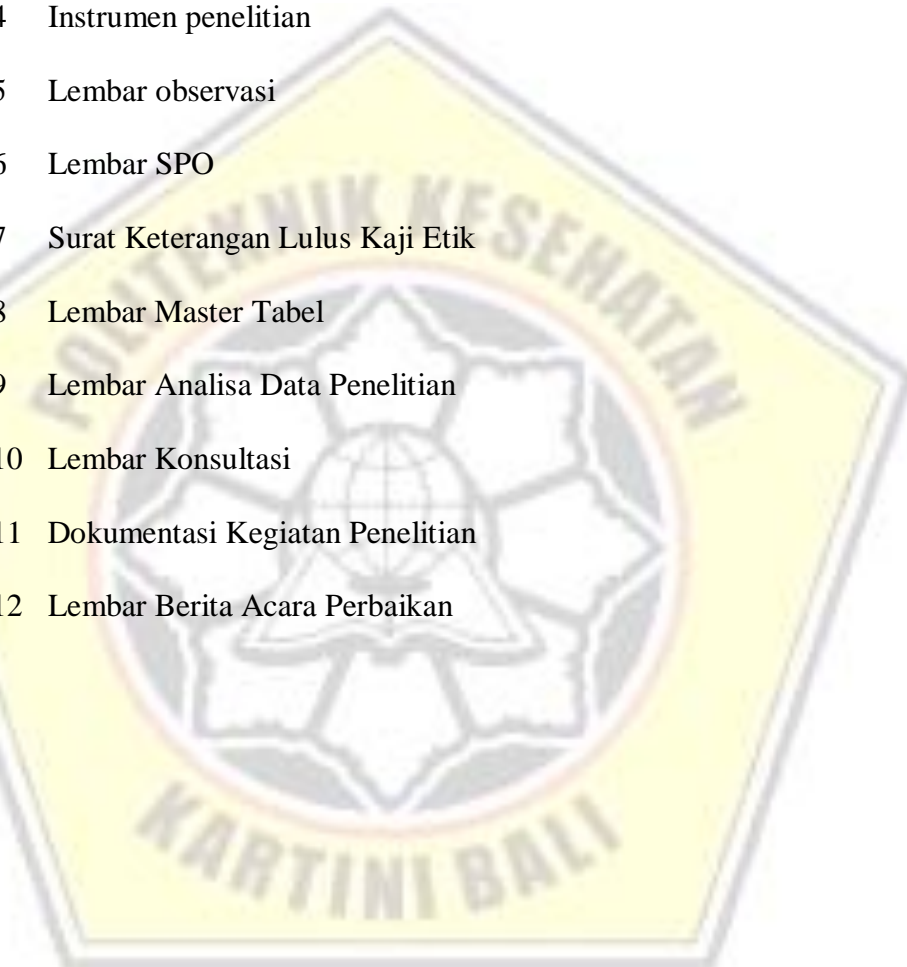 4 Instrumen penelitian
5 Lembar observasi
6 Lembar SPO
7 Surat Keterangan Lulus Kaji Etik
8 Lembar Master Tabel
9 Lembar Analisa Data Penelitian
10 Lembar Konsultasi
11 Dokumentasi Kegiatan Penelitian
12 Lembar Berita Acara Perbaikan
POLITEKNIK KESEHATAN
KARTINI BALI